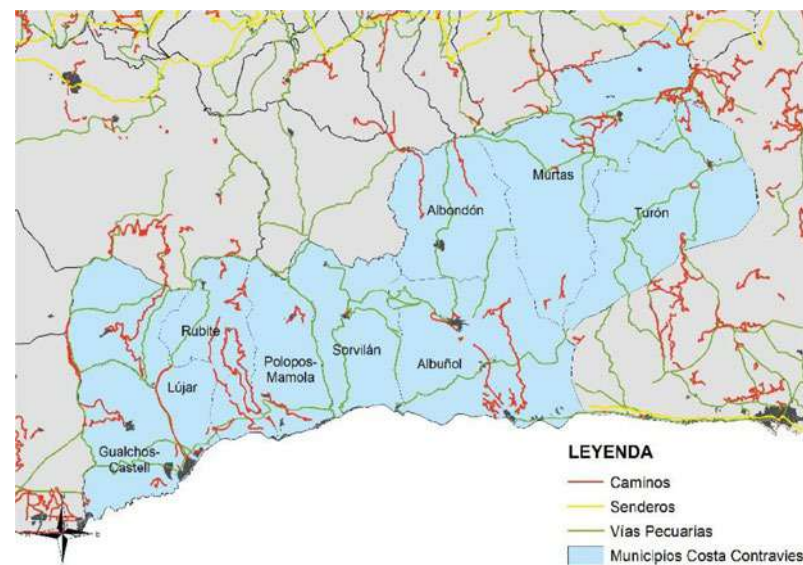 Murtas
Albondón
Turón
Rubite
Polopos-
Mamola
Sorvilán
Albuñol
Lújar
Gualchos-
Castell
LEYENDA
Caminos
Senderos
Vías Pecuarias
Municipios Costa Contravies